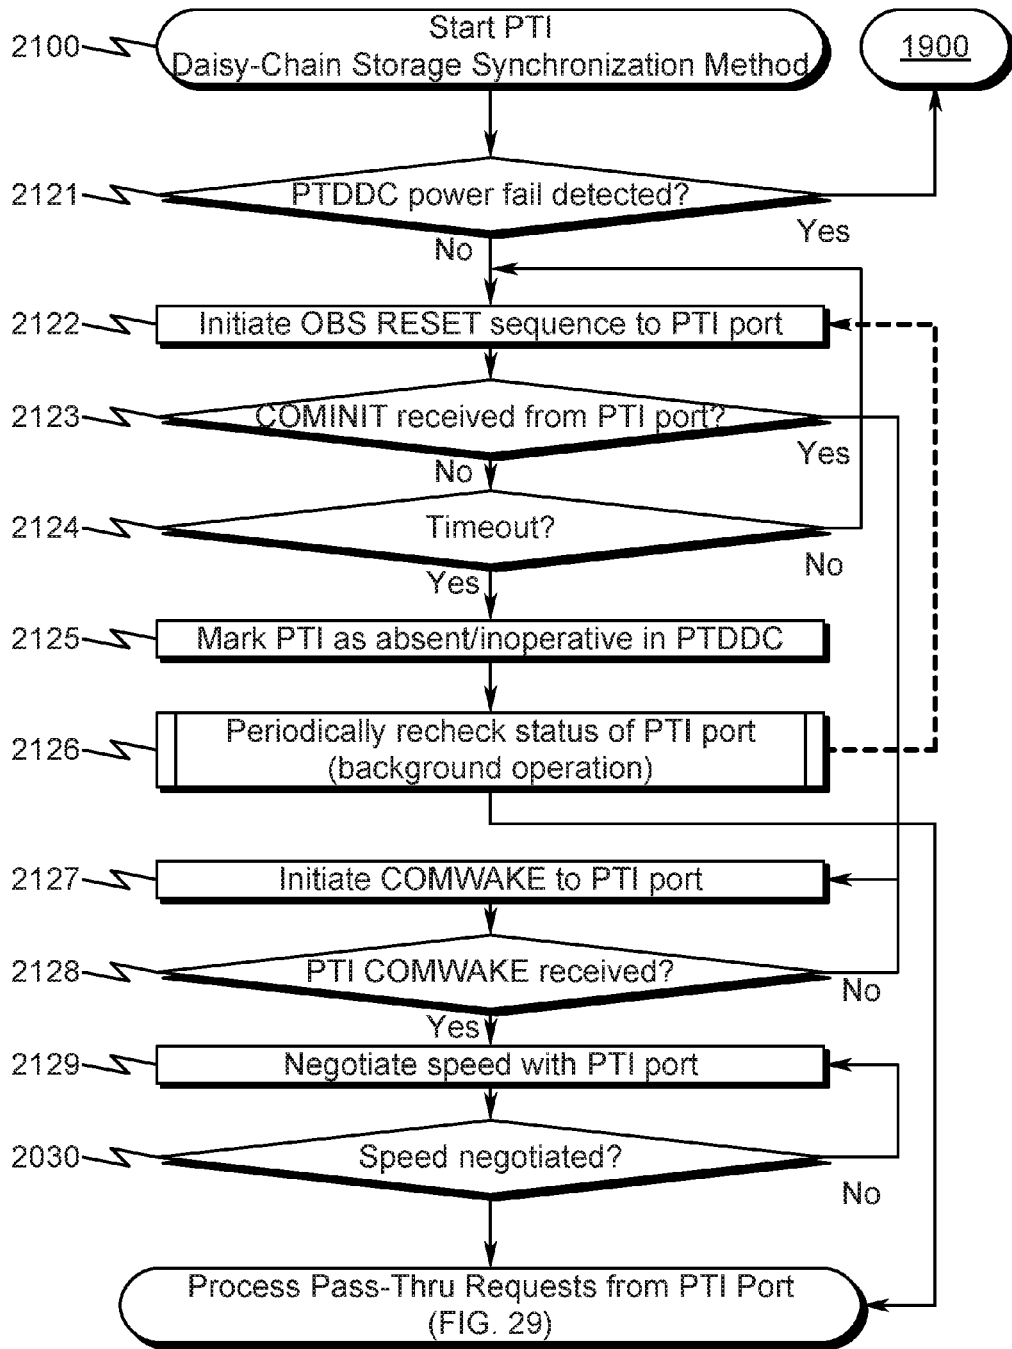 2100
Start PTI
Daisy-Chain Storage Synchronization Method
1900
2121
PTDDC power fail detected?
Yes
No
2122
Initiate OBS RESET sequence to PTI port
2123
COMINIT received from PTI port?
Yes
No
2124
Timeout?
No
Yes
2125
Mark PTI as absent/inoperative in PTDDC
2126
Periodically recheck status of PTI port
(background operation)
2127
Initiate COMWAKE to PTI port
2128
PTI COMWAKE received?
No
Yes
2129
Negotiate speed with PTI port
2030
Speed negotiated?
No
Process Pass-Thru Requests from PTI Port
(FIG. 29)